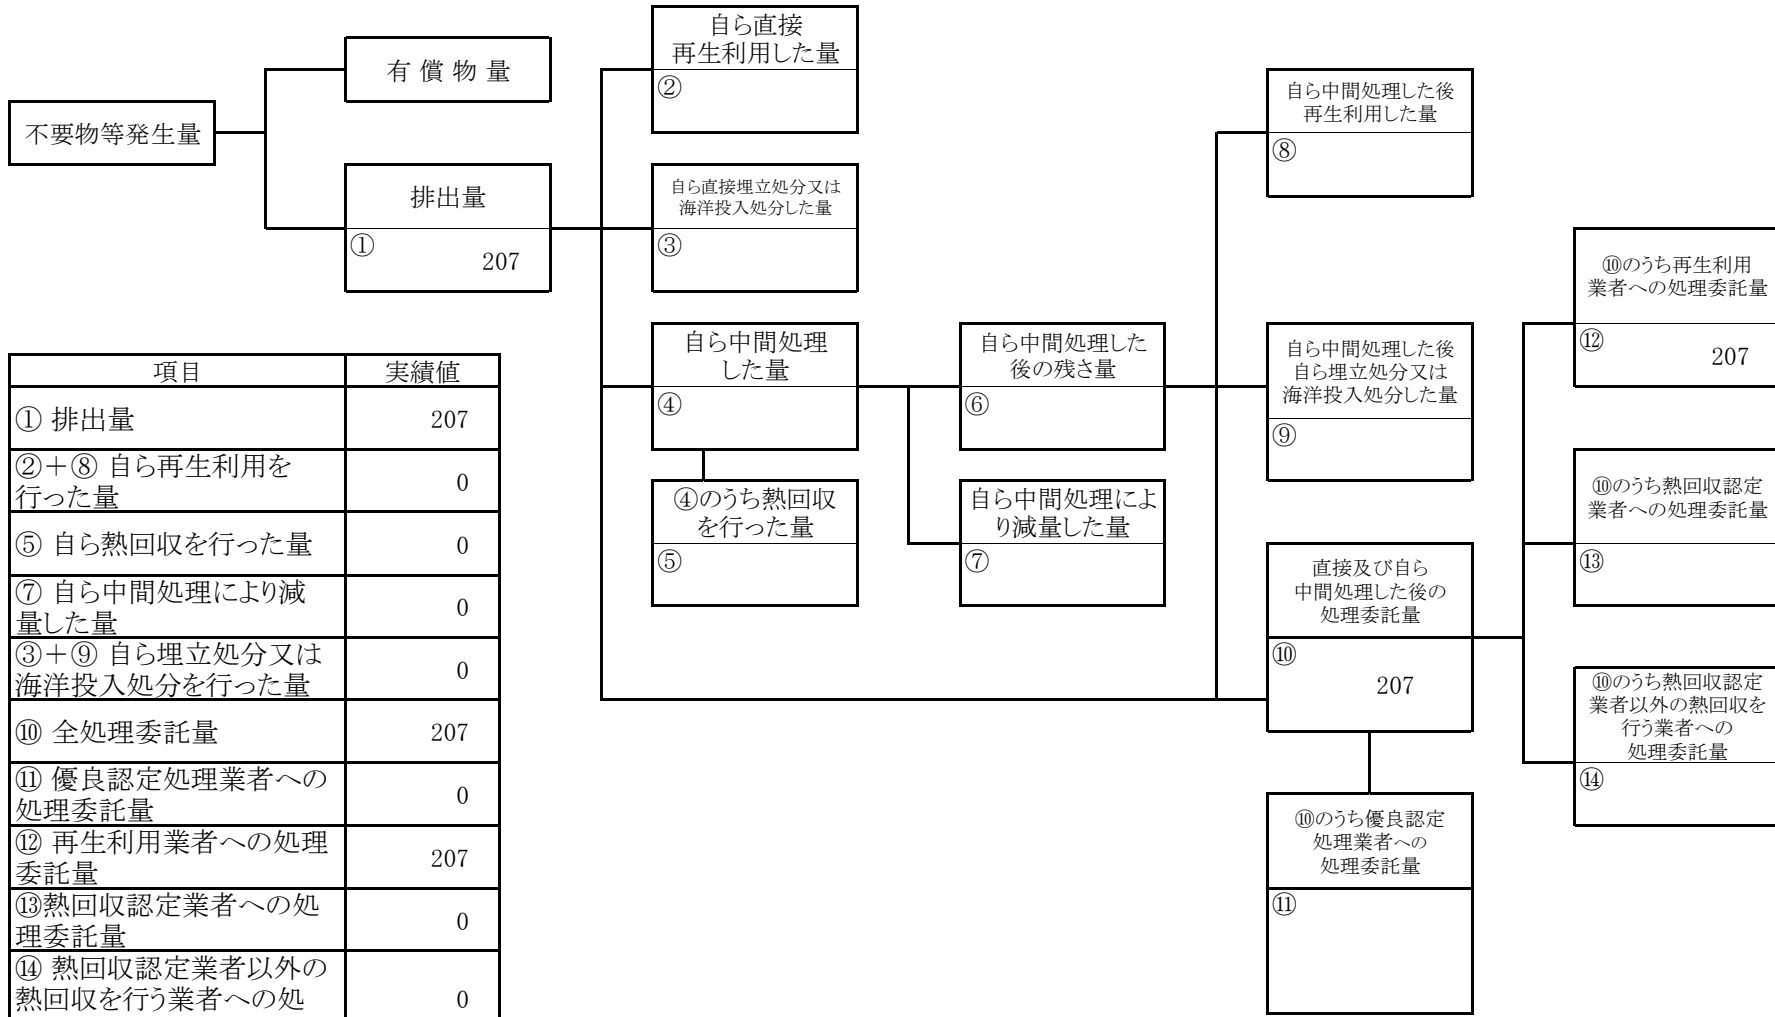 不要物等発生量
有償物量
排出量
①
207
自ら直接
再生利用した量
②
自ら直接埋立処分又は
海洋投入処分した量
③
自ら中間処理
した量
④
④のうち熱回収
を行った量
⑤
自ら中間処理した
後の残さ量
⑥
自ら中間処理によ
り減量した量
⑦
自ら中間処理した後
再生利用した量
⑧
自ら中間処理した後
自ら埋立処分又は
海洋投入処分した量
⑨
直接及び自ら
中間処理した後の
処理委託量
⑩
207
⑩のうち優良認定
処理業者への
処理委託量
⑪
⑩のうち再生利用
業者への処理委託量
⑫
207
⑩のうち熱回収認定
業者への処理委託量
⑬
⑩のうち熱回収認定
業者以外の熱回収を
行う業者への
処理委託量
⑭
項目 実績値
① 排出量 207
②＋⑧ 自ら再生利用を
行った量 0
⑤ 自ら熱回収を行った量 0
⑦ 自ら中間処理により減
量した量 0
③＋⑨ 自ら埋立処分又は
海洋投入処分を行った量 0
⑩ 全処理委託量 207
⑪ 優良認定処理業者への
処理委託量 0
⑫ 再生利用業者への処理
委託量 207
⑬熱回収認定業者への処
理委託量 0
⑭ 熱回収認定業者以外の
熱回収を行う業者への処 0